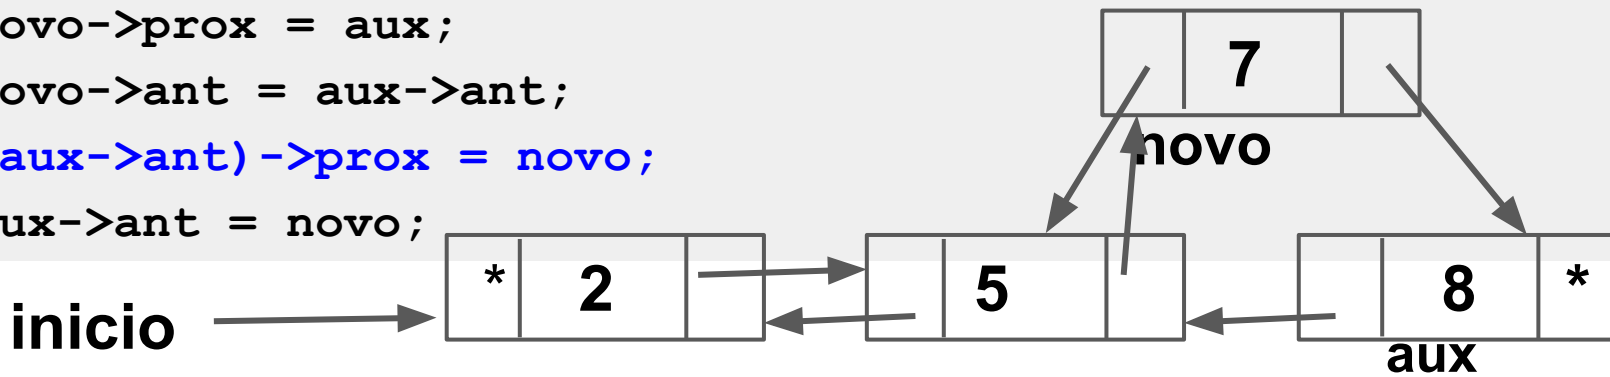 ovo->prox = aux;
7
ovo->ant = aux->ant;
novo
aux->ant)->prox = novo;
ux->ant = novo;
* 2 5 8 *
inicio
aux